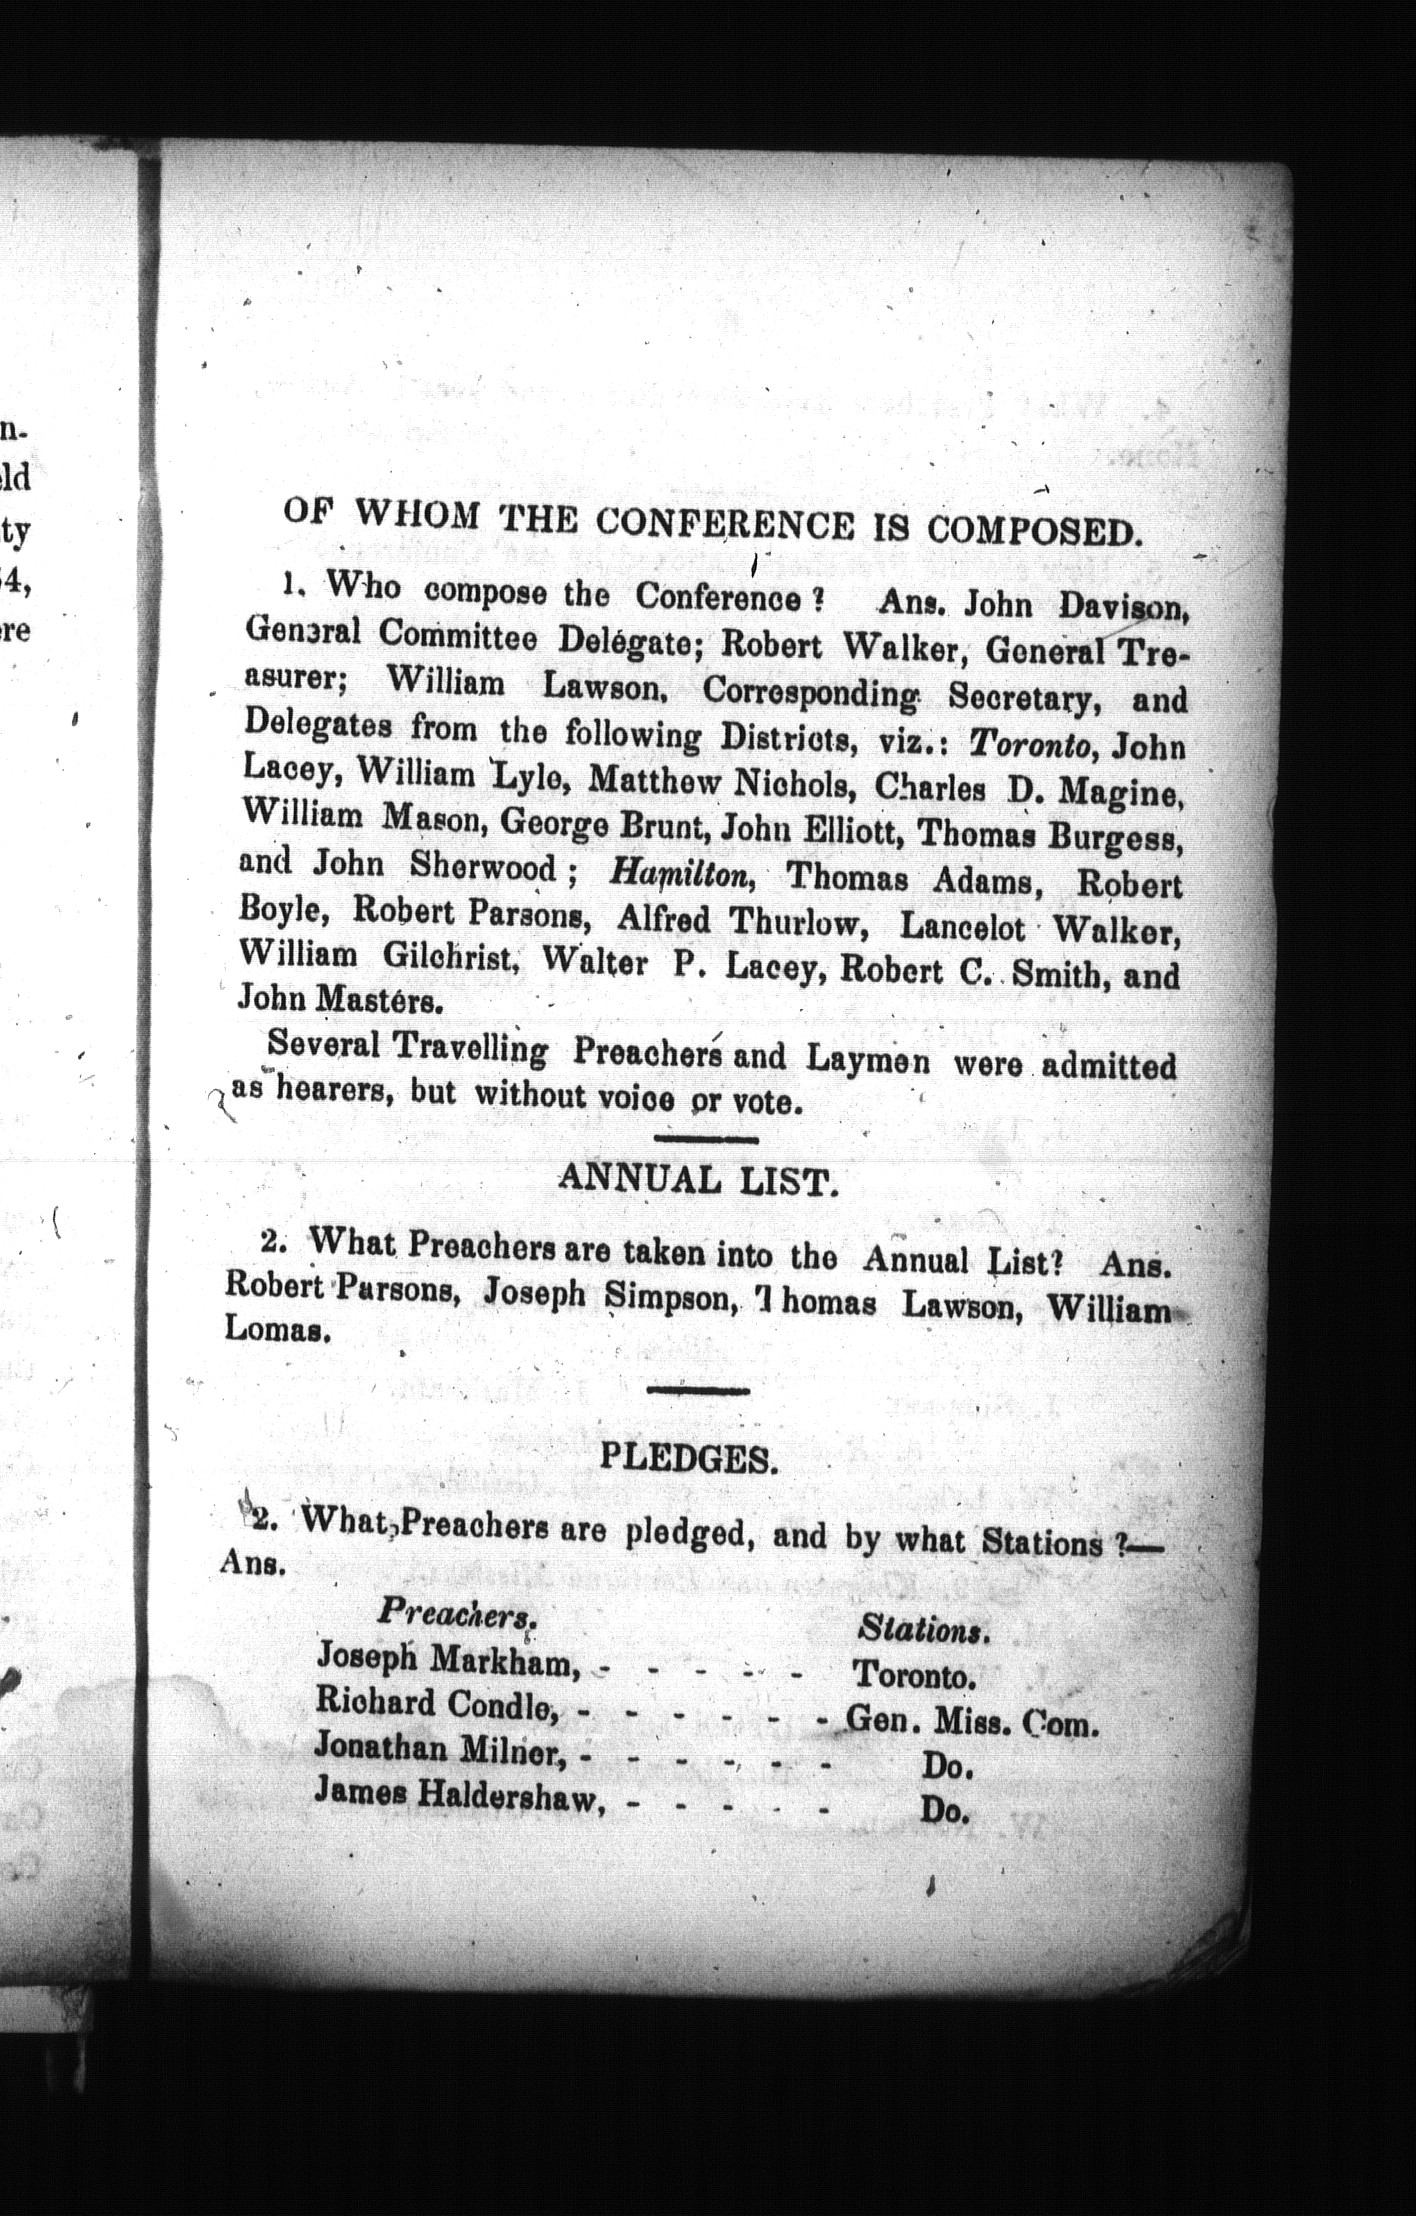 n-
ld
ty
54,
re
OF WHOM THE CONFERENCE IS COMPOSED.
1. Who compose the Conference? Ans. John Davison,
General Committee Delegate; Robert Walker, General Tre-
asurer; William Lawson, Corresponding Secretary, and
Delegates from the following Districts, viz.: Toronto, John
Lacey, William Lyle, Matthew Nichols, Charles D. Magine,
William Mason, George Brunt, John Elliott, Thomas Burgess,
and John Sherwood; Hamilton, Thomas Adams, Robert
Boyle, Robert Parsons, Alfred Thurlow, Lancelot Walker,
William Gilchrist, Walter P. Lacey, Robert C. Smith, and
John Masters.
Several Travelling Preachers and Laymen were admitted
as hearers, but without voice or vote.
ANNUAL LIST.
2. What Preachers are taken into the Annual List? Ans.
Robert Parsons, Joseph Simpson, Thomas Lawson, William
Lomas.
PLEDGES.
2. What Preachers are pledged, and by what Stations?—
Ans.
Preachers. Stations.
Joseph Markham, - - - - - Toronto.
Richard Condle, - - - - - - Gen. Miss. Com.
Jonathan Milner, - - - - - - Do.
James Haldershaw, - - - - - Do.